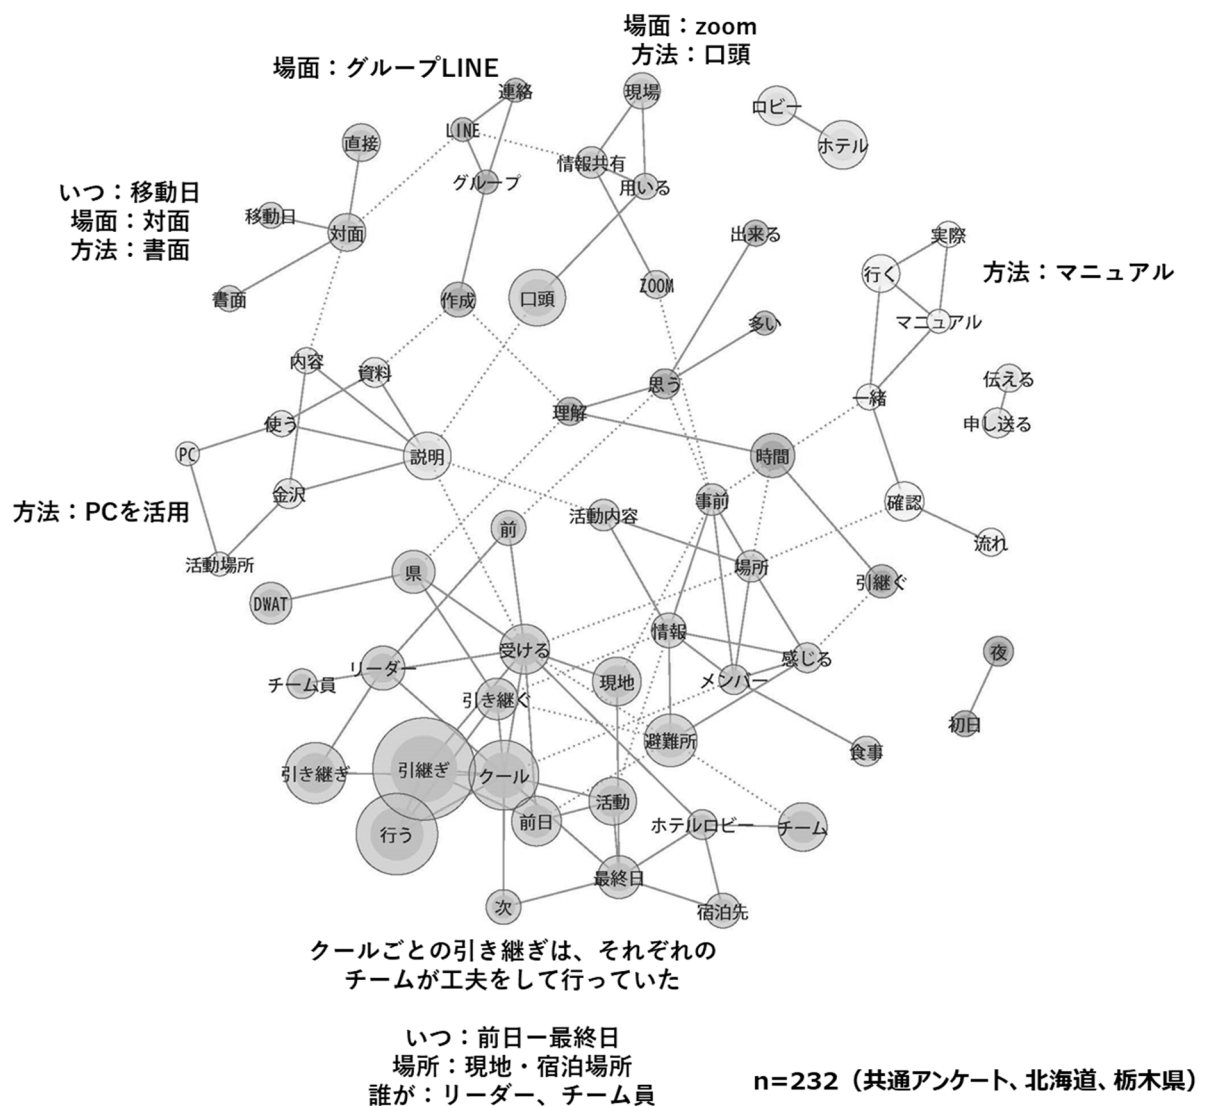 場面：zoom
方法：口頭
場面：グループLINE
連絡
現場
ロビー
LINE
直接
ホテル
情報共有
グループ
用いる
いつ：移動日
場面：対面
方法：書面
移動日
対面
出来る
実際
行く
方法：マニュアル
ZOOM
書面
作成
口頭
多い
マニュアル
内容
資料
思う
伝える
理解
一緒
使う
申し送る
PC
説明
時間
金沢
事前
確認
方法：PCを活用
活動内容
前
流れ
活動場所
県
場所
引継ぐ
DWAT
情報
受ける
夜
リーダー
感じる
チーム員
現地
メンバー
引き継ぐ
初日
避難所
食事
引き継ぎ
引継ぎ
クール
活動
前日
ホテルロビー
チーム
行う
最終日
次
宿泊先
クールごとの引き継ぎは、それぞれの
チームが工夫をして行っていた
いつ：前日ー最終日
場所：現地・宿泊場所
誰が：リーダー、チーム員
n=232（共通アンケート、北海道、栃木県）